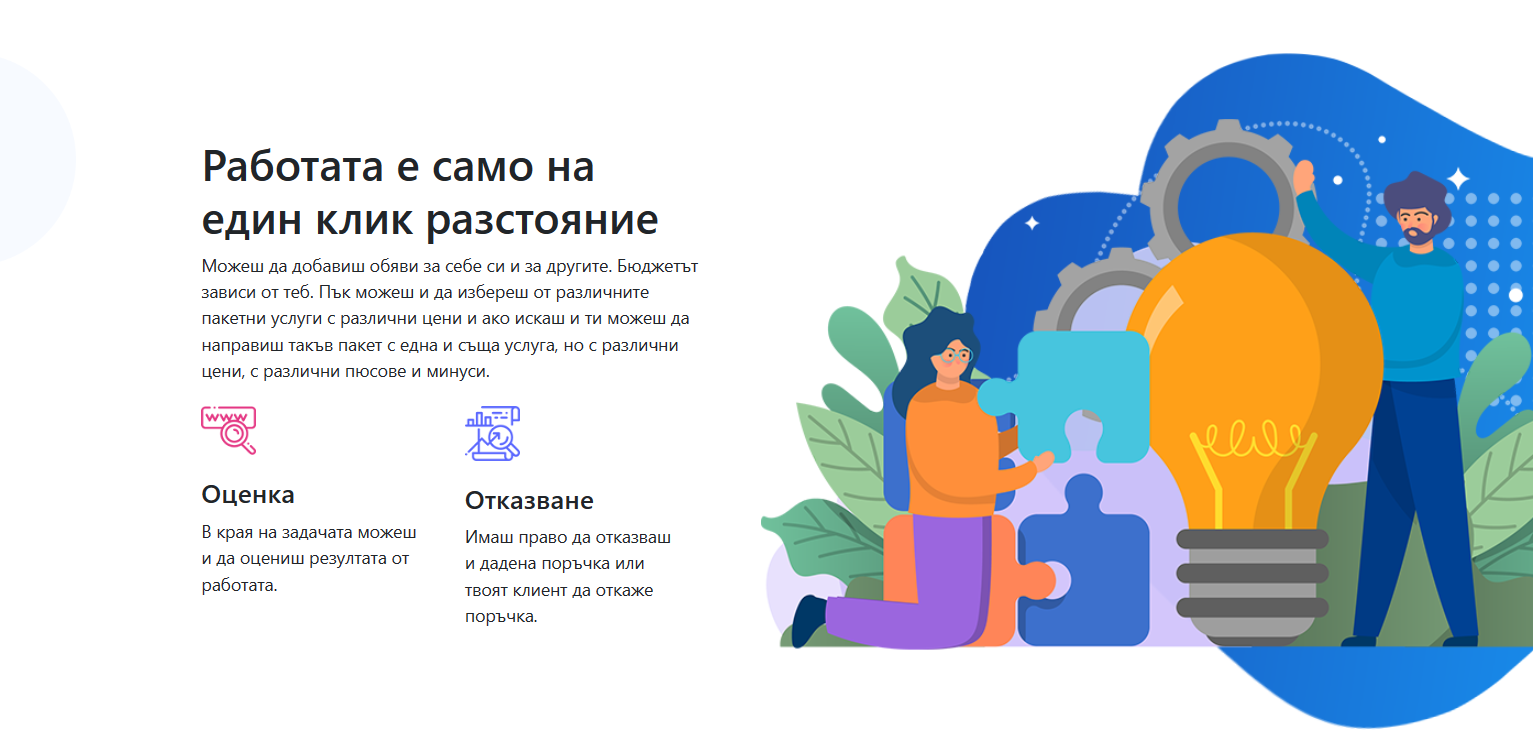 Работата е само на
един клик разстояние
Можеш да добавиш обяви за себе си и за другите. Бюджетът
зависи от теб. Пък можеш и да избереш от различните
пакетни услуги с различни цени и ако искаш и ти можеш да
направиш такъв пакет с една и съща услуга, но с различни
цени, с различни пюсове и минуси.
www
Оценка
В края на задачата можеш
и да оцениш резултата от
работата.
Отказване
Имаш право да отказваш
и дадена поръчка или
твоят клиент да откаже
поръчка.